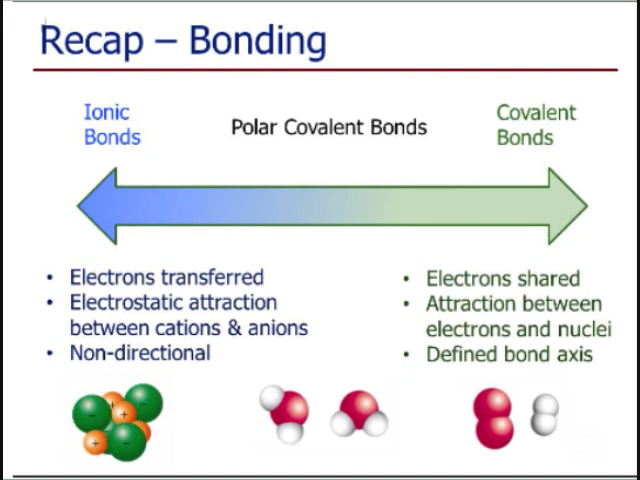 Recap – Bonding
Ionic
Bonds
Polar Covalent Bonds
Covalent
Bonds
• Electrons transferred
• Electrostatic attraction
between cations & anions
• Non-directional
• Electrons shared
• Attraction between
electrons and nuclei
• Defined bond axis
− − −
+ + +